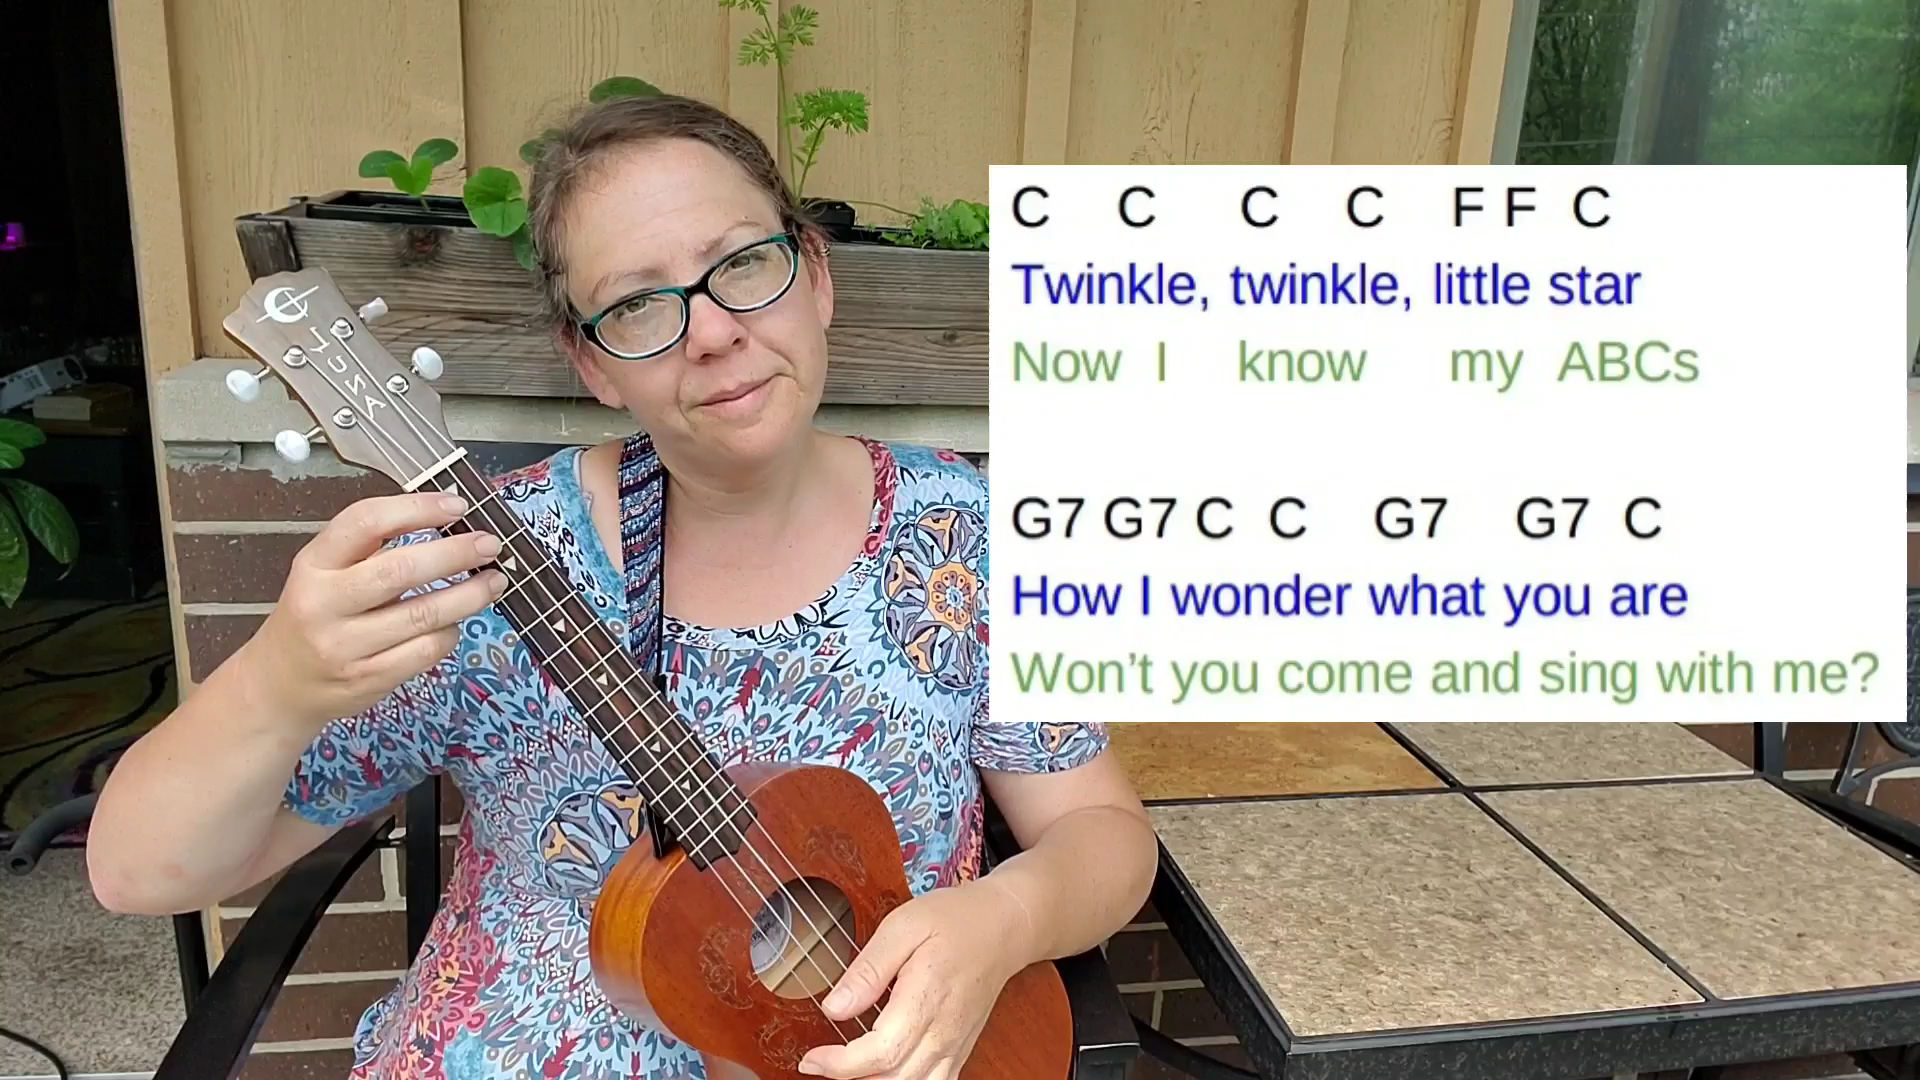 LUNA
C C C C F F C
Twinkle, twinkle, little star
Now I know my ABCs
G7 G7 C C G7 G7 C
How I wonder what you are
Won't you come and sing with me?